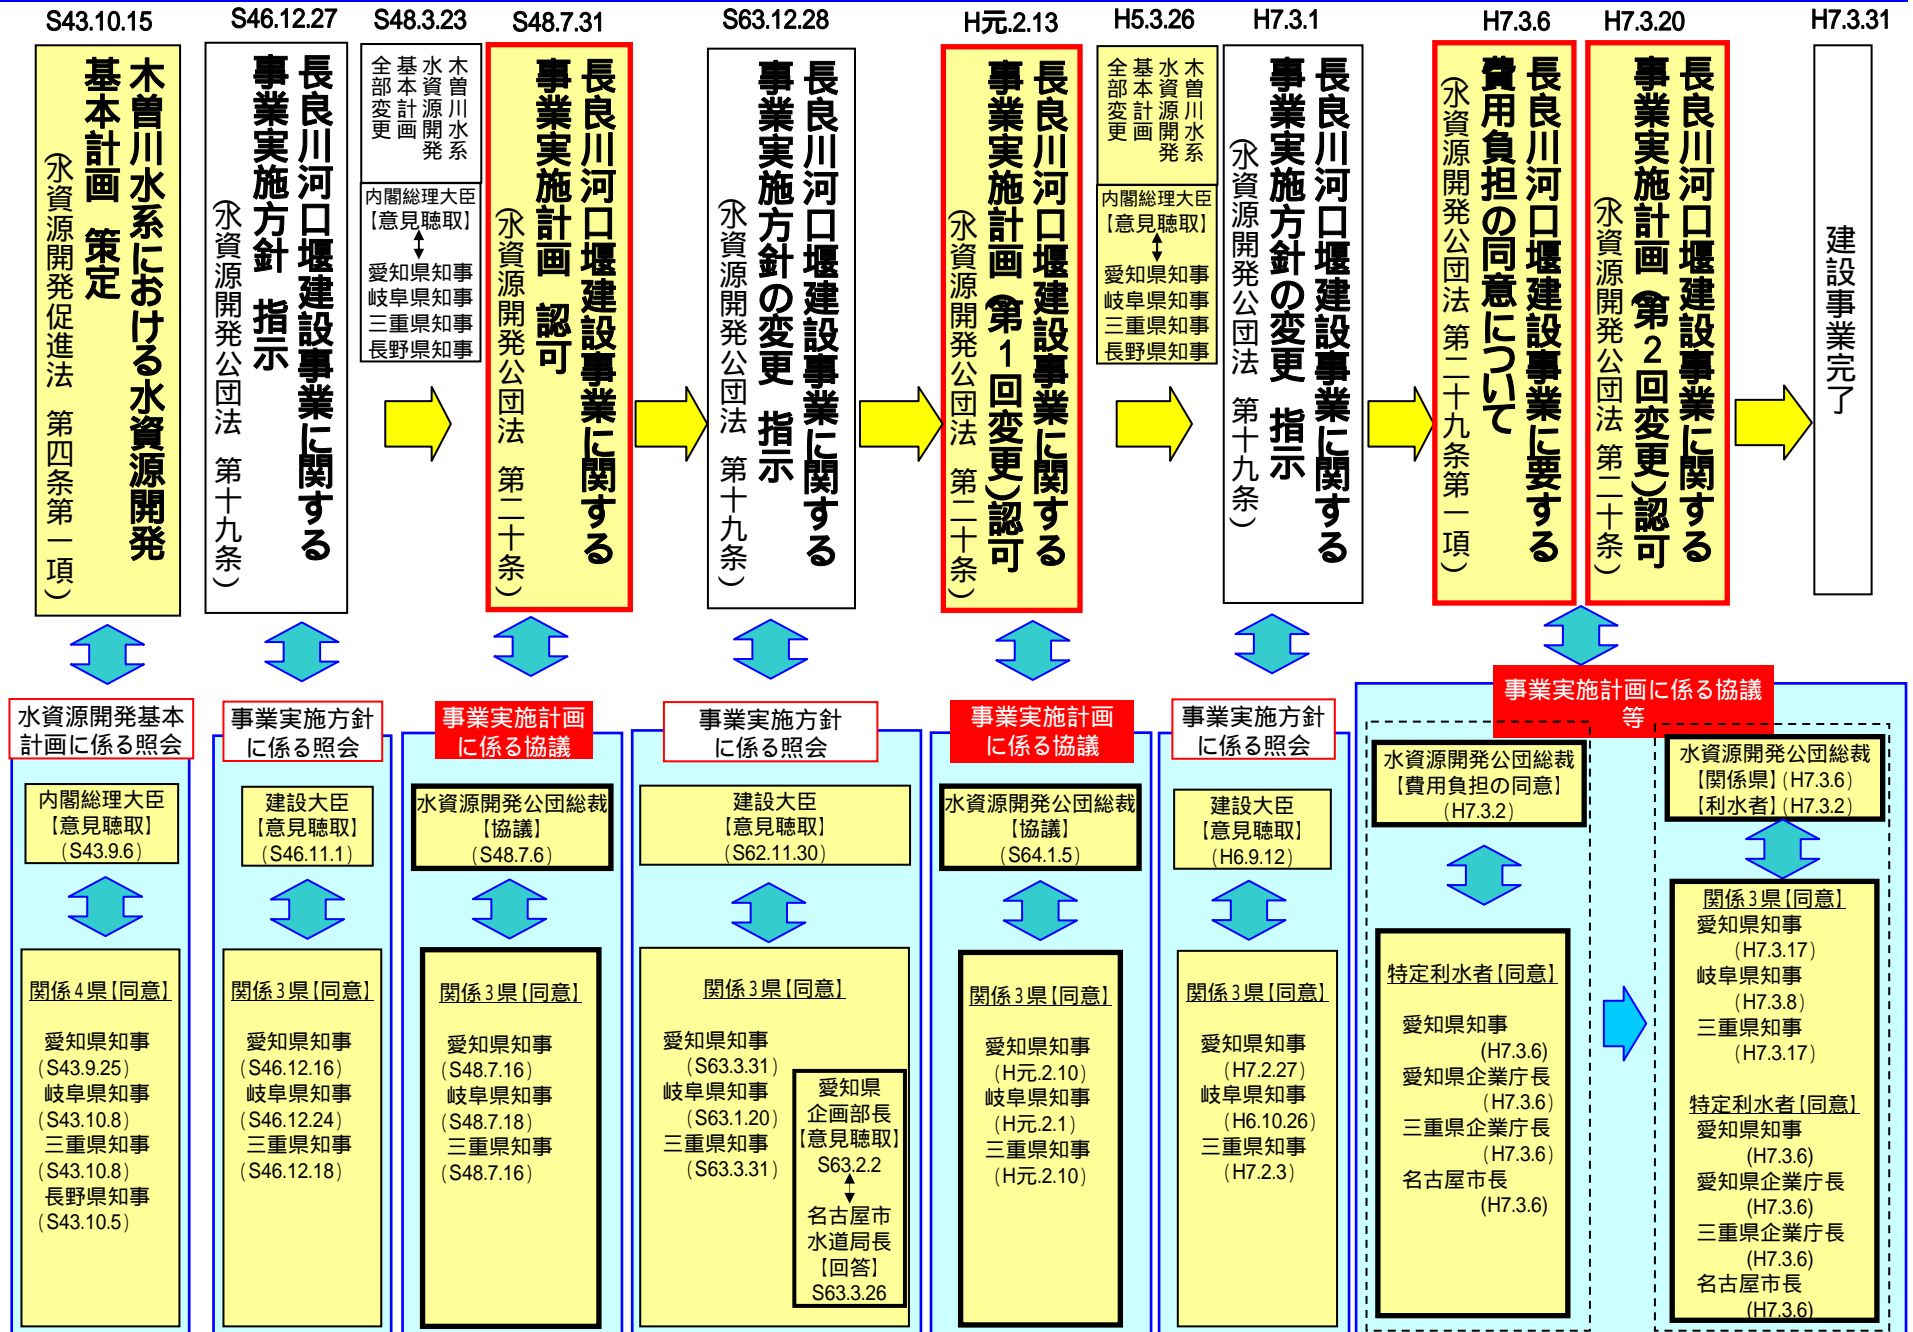 S43.10.15
木曽川水系における水資源開発
基本計画 策定
(水資源開発促進法 第四条第一項)
S46.12.27
長良川河口堰建設事業に関する
事業実施方針 指示
(水資源開発公団法 第十九条)
S48.3.23
木曽川水系
水資源開発
基本計画
全部変更
内閣総理大臣
【意見聴取】
愛知県知事
岐阜県知事
三重県知事
長野県知事
S48.7.31
長良川河口堰建設事業に関する
事業実施計画 認可
(水資源開発公団法 第二十条)
S63.12.28
長良川河口堰建設事業に関する
事業実施方針の変更 指示
(水資源開発公団法 第十九条)
H元.2.13
長良川河口堰建設事業に関する
事業実施計画(第1回変更)認可
(水資源開発公団法 第二十条)
H5.3.26
木曽川水系
水資源開発
基本計画
全部変更
内閣総理大臣
【意見聴取】
愛知県知事
岐阜県知事
三重県知事
長野県知事
H7.3.1
長良川河口堰建設事業に関する
事業実施方針の変更 指示
(水資源開発公団法 第十九条)
H7.3.6
長良川河口堰建設事業に要する
費用負担の同意について
(水資源開発公団法 第二十九条第一項)
H7.3.20
長良川河口堰建設事業に関する
事業実施計画(第2回変更)認可
(水資源開発公団法 第二十条)
H7.3.31
建設事業完了
水資源開発基本
計画に係る照会
内閣総理大臣
【意見聴取】
(S43.9.6)
関係4県【同意】
愛知県知事
(S43.9.25)
岐阜県知事
(S43.10.8)
三重県知事
(S43.10.8)
長野県知事
(S43.10.5)
事業実施方針
に係る照会
建設大臣
【意見聴取】
(S46.11.1)
関係3県【同意】
愛知県知事
(S46.12.16)
岐阜県知事
(S46.12.24)
三重県知事
(S46.12.18)
事業実施計画
に係る協議
水資源開発公団総裁
【協議】
(S48.7.6)
関係3県【同意】
愛知県知事
(S48.7.16)
岐阜県知事
(S48.7.18)
三重県知事
(S48.7.16)
事業実施方針
に係る照会
建設大臣
【意見聴取】
(S62.11.30)
関係3県【同意】
愛知県知事
(S63.3.31)
岐阜県知事
(S63.1.20)
三重県知事
(S63.3.31)
愛知県
企画部長
【意見聴取】
S63.2.2
名古屋市
水道局長
【回答】
S63.3.26
事業実施計画
に係る協議
水資源開発公団総裁
【協議】
(S64.1.5)
関係3県【同意】
愛知県知事
(H元.2.10)
岐阜県知事
(H元.2.1)
三重県知事
(H元.2.10)
事業実施方針
に係る照会
建設大臣
【意見聴取】
(H6.9.12)
関係3県【同意】
愛知県知事
(H7.2.27)
岐阜県知事
(H6.10.26)
三重県知事
(H7.2.3)
事業実施計画に係る協議
等
水資源開発公団総裁
【費用負担の同意】
(H7.3.2)
特定利水者【同意】
愛知県知事
(H7.3.6)
愛知県企業庁長
(H7.3.6)
三重県企業庁長
(H7.3.6)
名古屋市長
(H7.3.6)
水資源開発公団総裁
【関係県】(H7.3.6)
【利水者】(H7.3.2)
関係3県【同意】
愛知県知事
(H7.3.17)
岐阜県知事
(H7.3.8)
三重県知事
(H7.3.17)
特定利水者【同意】
愛知県知事
(H7.3.6)
愛知県企業庁長
(H7.3.6)
三重県企業庁長
(H7.3.6)
名古屋市長
(H7.3.6)